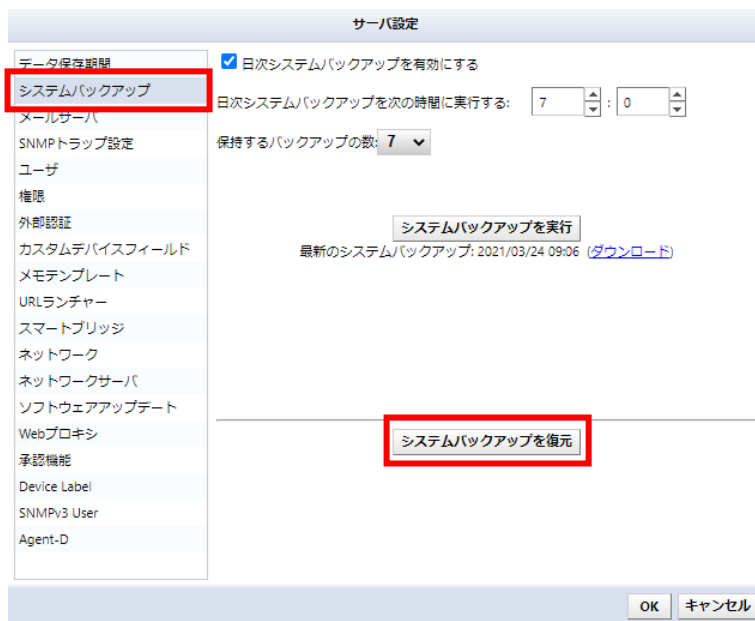 サーバ設定
データ保存期間
システムバックアップ
メールサーバ
SNMPトラップ設定
ユーザ
権限
外部認証
カスタムデバイスフィールド
メモテンプレート
URLランチャー
スマートブリッジ
ネットワーク
ネットワークサーバ
ソフトウェアアップデート
Webプロキシ
承認機能
Device Label
SNMPv3 User
Agent-D
日次システムバックアップを有効にする
日次システムバックアップを次の時間に実行する: 7 : 0
保持するバックアップの数: 7
システムバックアップを実行
最新のシステムバックアップ: 2021/03/24 09:06 (ダウンロード)
システムバックアップを復元
OK キャンセル